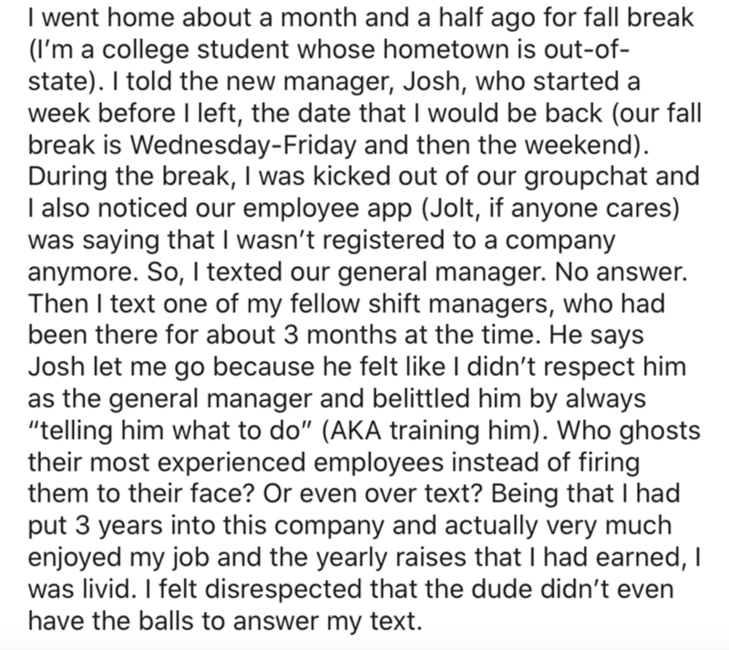 I went home about a month and a half ago for fall break
(I’m a college student whose hometown is out-of-
state). I told the new manager, Josh, who started a
week before I left, the date that I would be back (our fall
break is Wednesday-Friday and then the weekend).
During the break, I was kicked out of our groupchat and
I also noticed our employee app (Jolt, if anyone cares)
was saying that I wasn’t registered to a company
anymore. So, I texted our general manager. No answer.
Then I text one of my fellow shift managers, who had
been there for about 3 months at the time. He says
Josh let me go because he felt like I didn’t respect him
as the general manager and belittled him by always
“telling him what to do” (AKA training him). Who ghosts
their most experienced employees instead of firing
them to their face? Or even over text? Being that I had
put 3 years into this company and actually very much
enjoyed my job and the yearly raises that I had earned, I
was livid. I felt disrespected that the dude didn’t even
have the balls to answer my text.